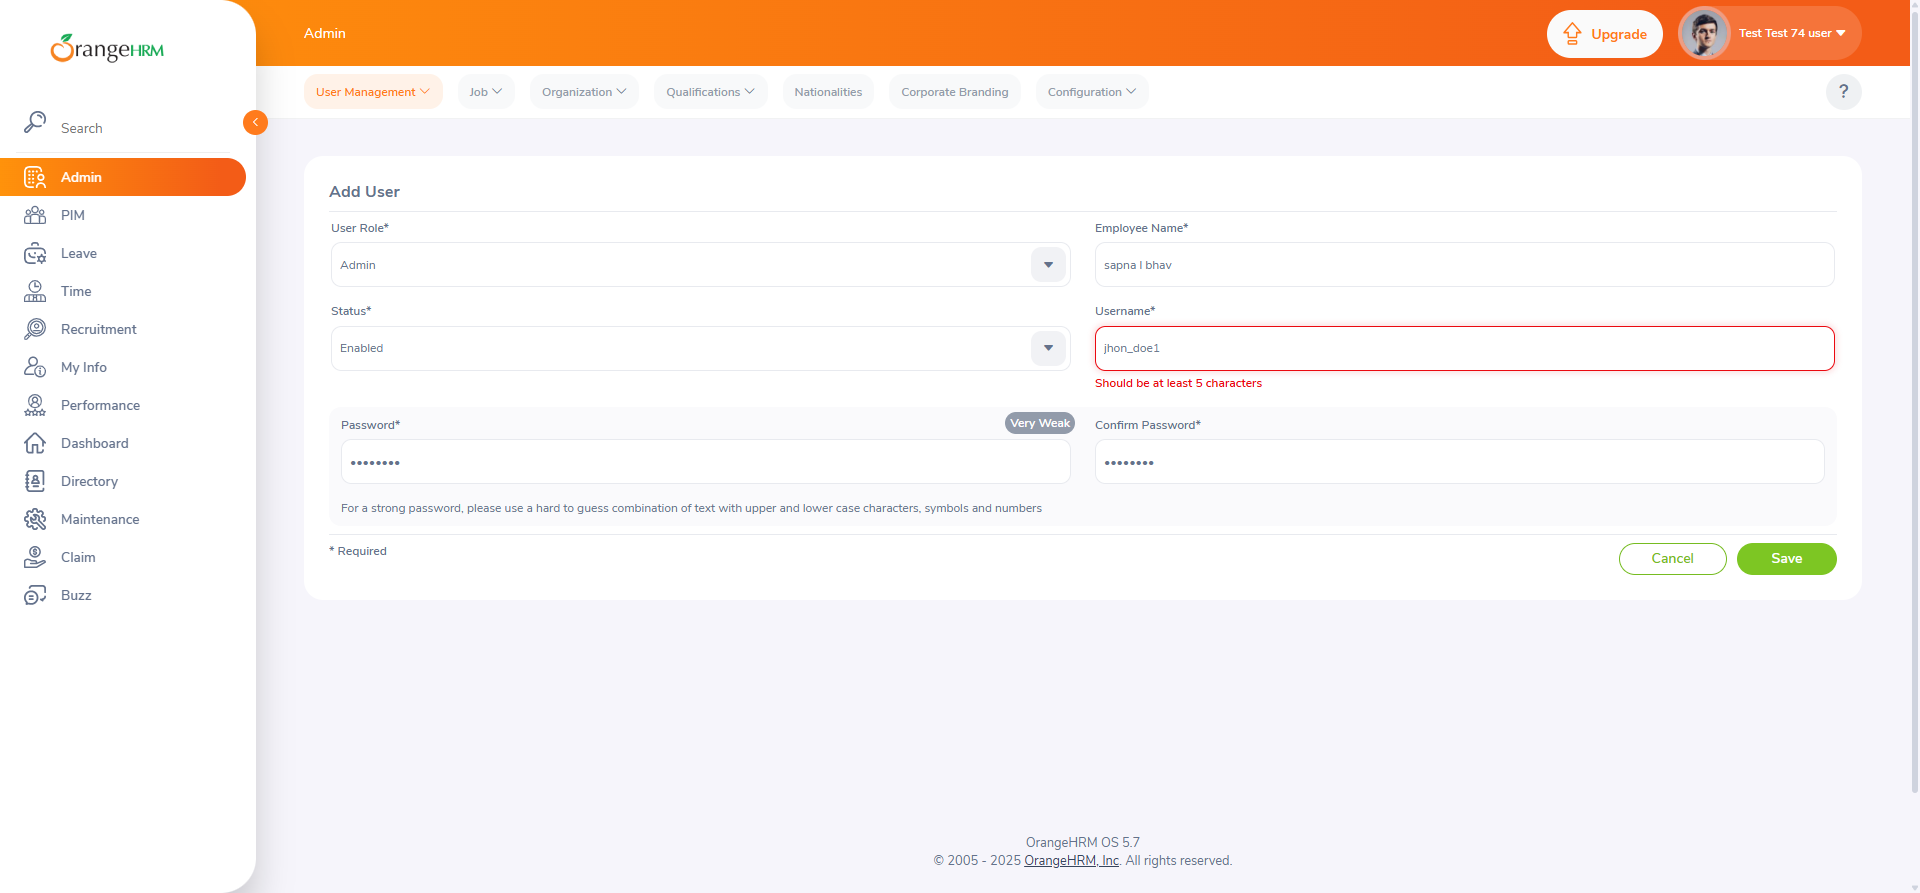 OrangeHRM
Search
Admin
PIM
Leave
Time
Recruitment
My Info
Performance
Dashboard
Directory
Maintenance
Claim
Buzz
Admin
Upgrade
Test Test 74 user
User Management
Job
Organization
Qualifications
Nationalities
Corporate Branding
Configuration
?
Add User
User Role*
Admin
Employee Name*
sapna l bhav
Status*
Enabled
Username*
jhon_doe1
Should be at least 5 characters
Password*
Very Weak
••••••••
Confirm Password*
••••••••
For a strong password, please use a hard to guess combination of text with upper and lower case characters, symbols and numbers
* Required
Cancel
Save
OrangeHRM OS 5.7
© 2005 - 2025 OrangeHRM, Inc. All rights reserved.